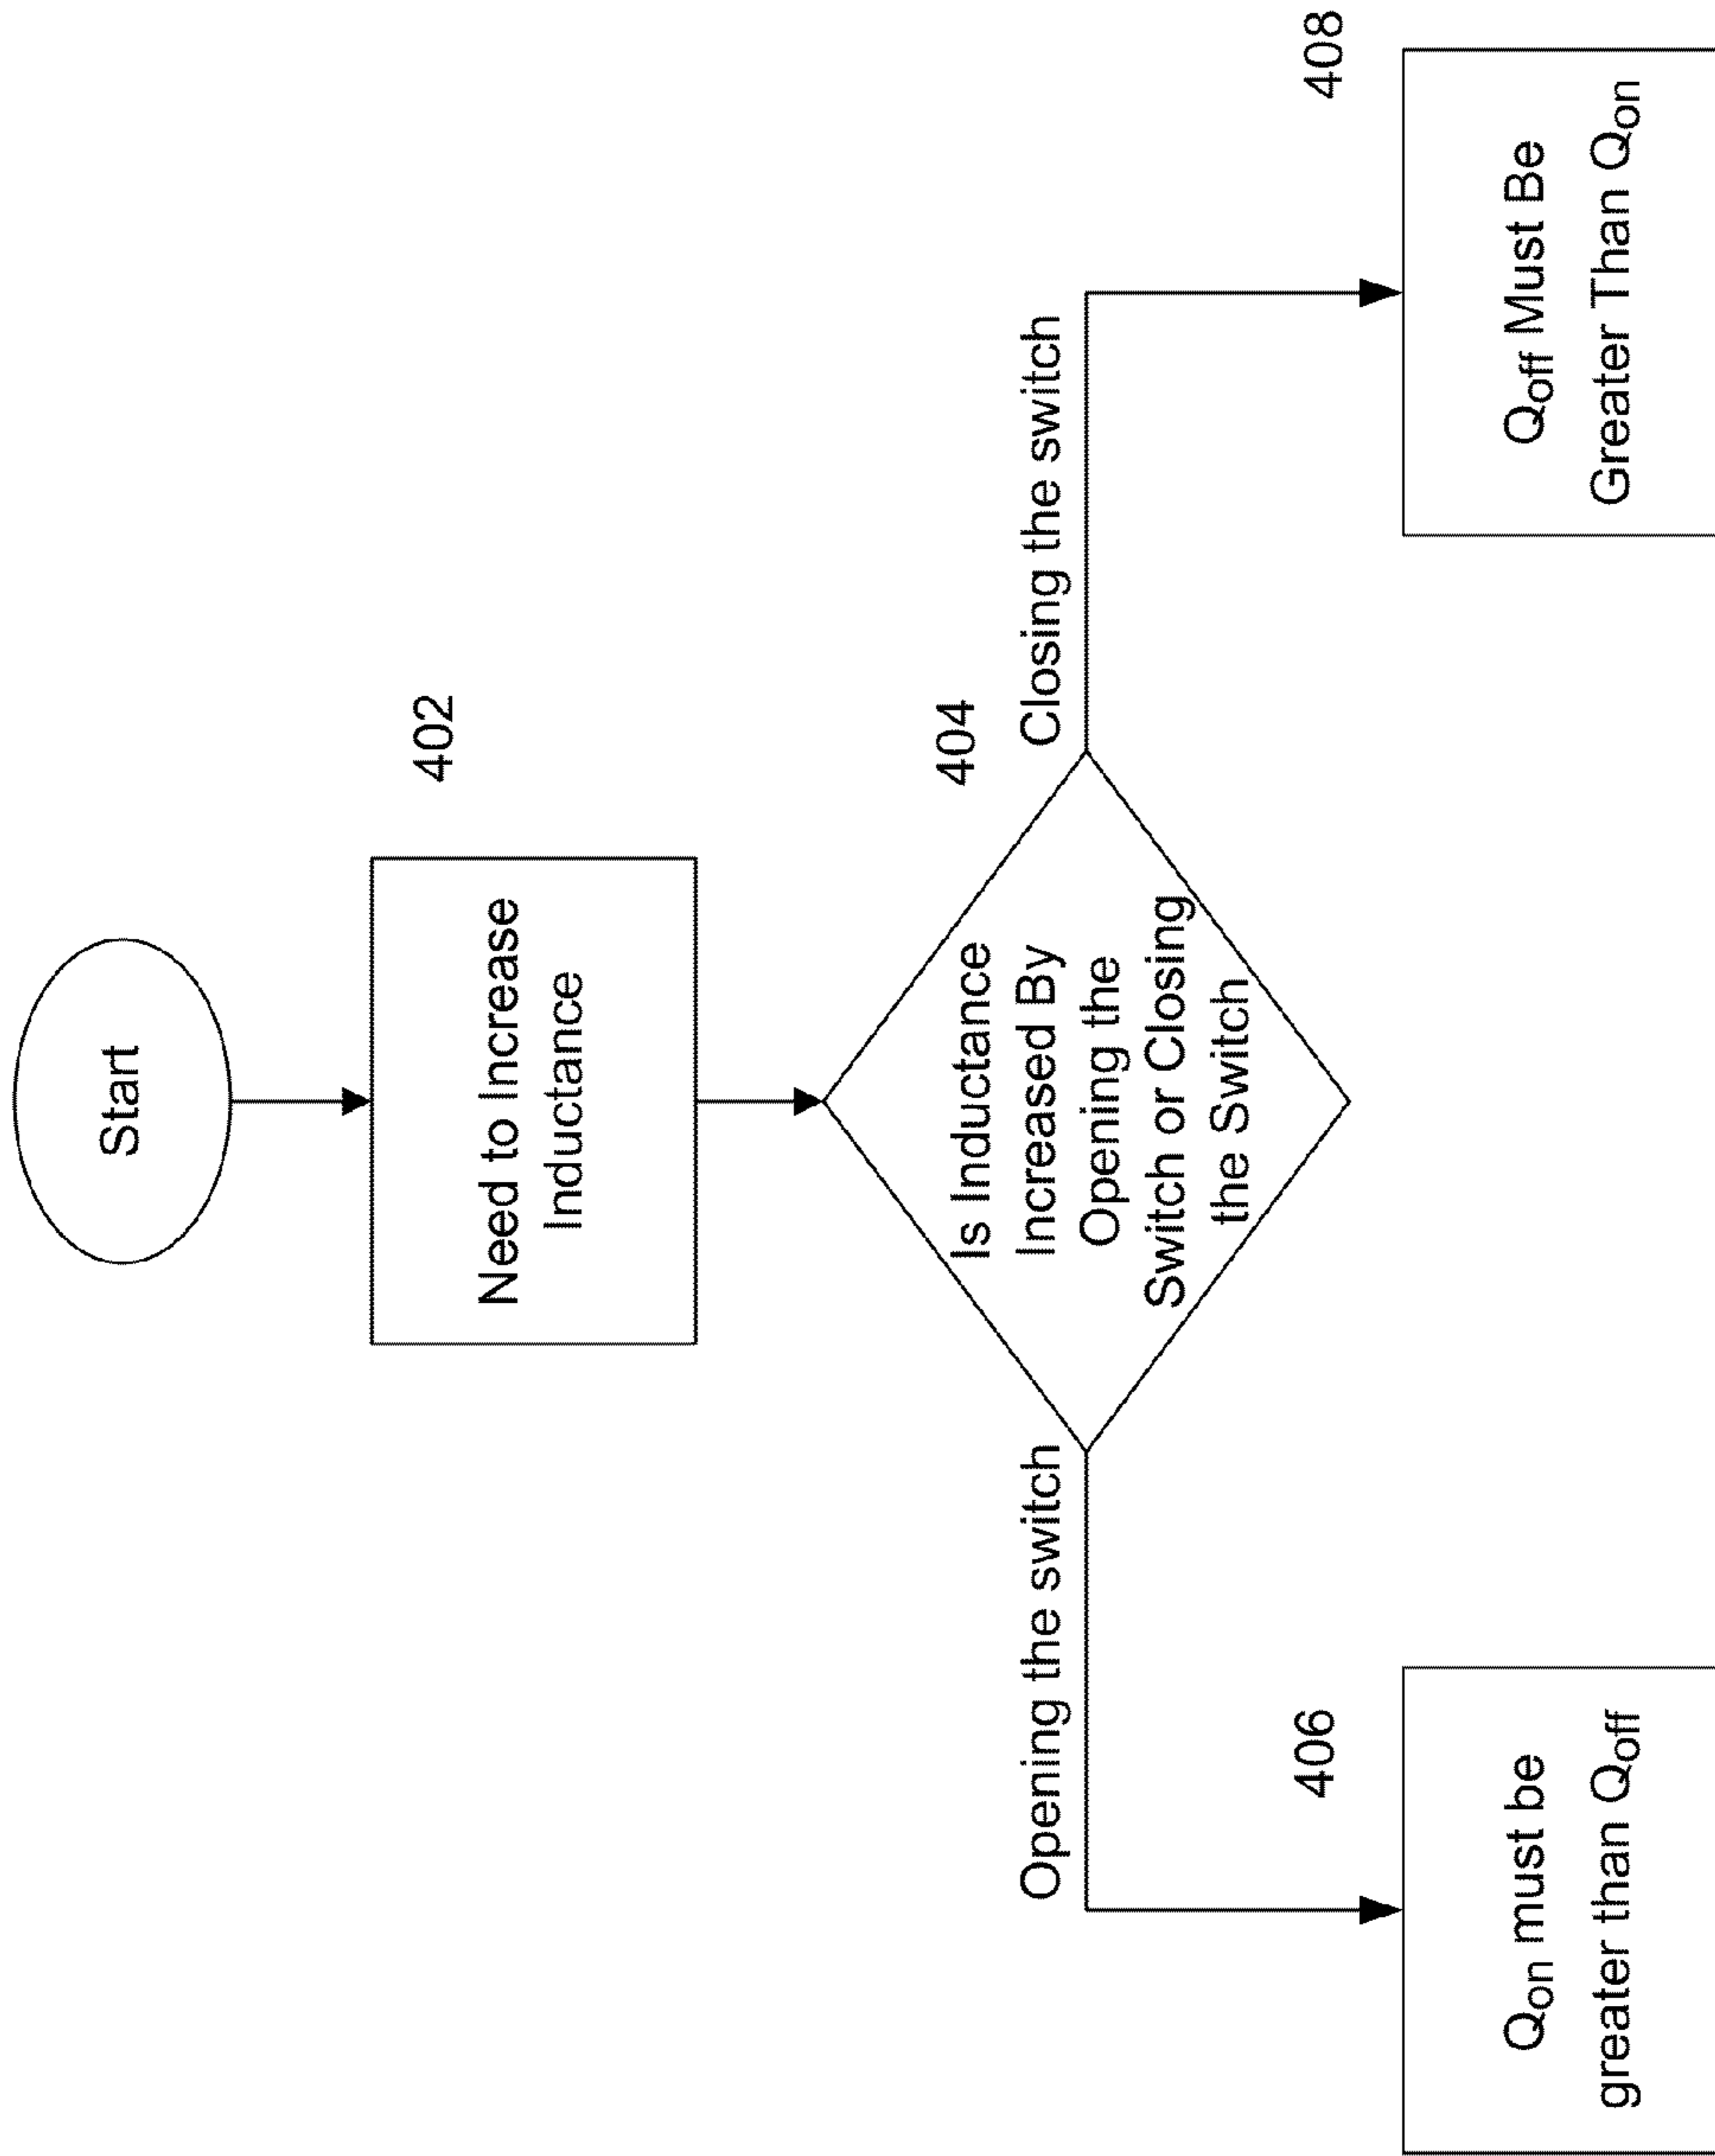 Start
402
Need to Increase
Inductance
404
Is Inductance
Increased By
Opening the
Switch or Closing
the Switch
Opening the switch
Closing the switch
406
Qon must be
greater than Qoff
408
Qoff Must Be
Greater Than Qon